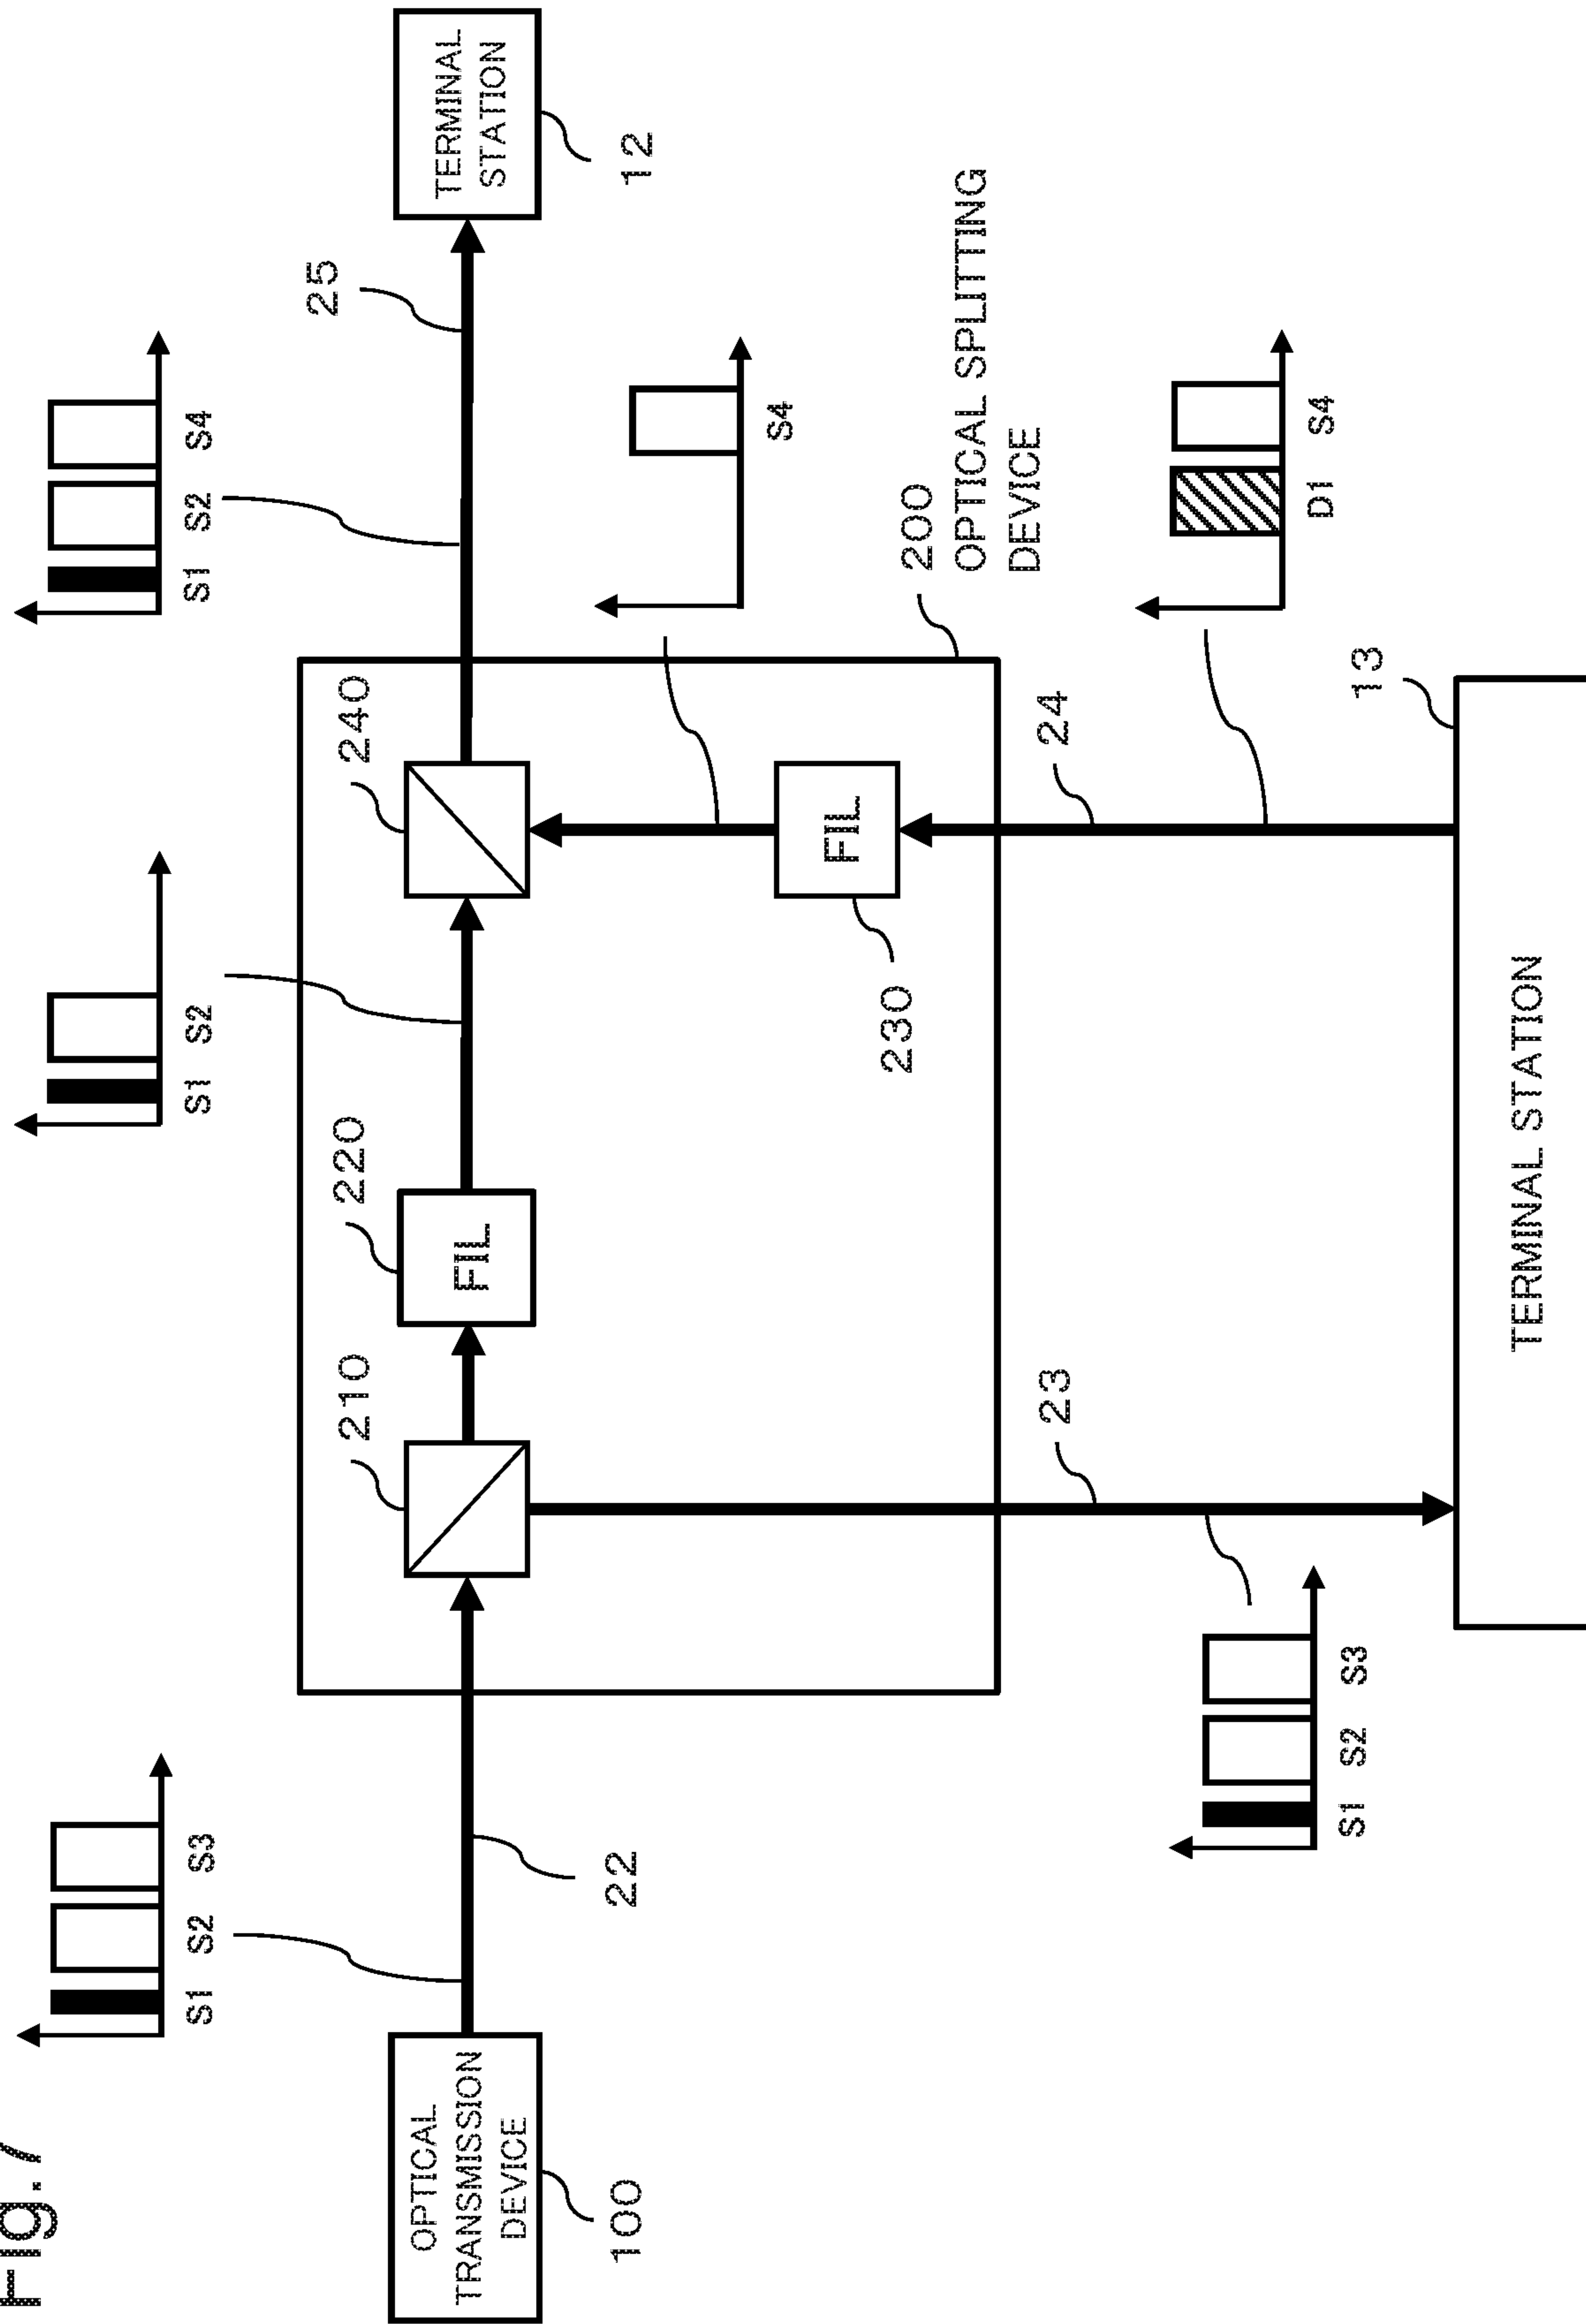 Fig.7
S1 S2 S3
S1 S2
S1 S2 S4
OPTICAL
TRANSMISSION
DEVICE
100
22
210
FIL
220
240
25
TERMINAL
STATION
12
S4
FIL
230
200
OPTICAL SPLITTING
DEVICE
23
24
S1 S2 S3
D1 S4
13
TERMINAL STATION